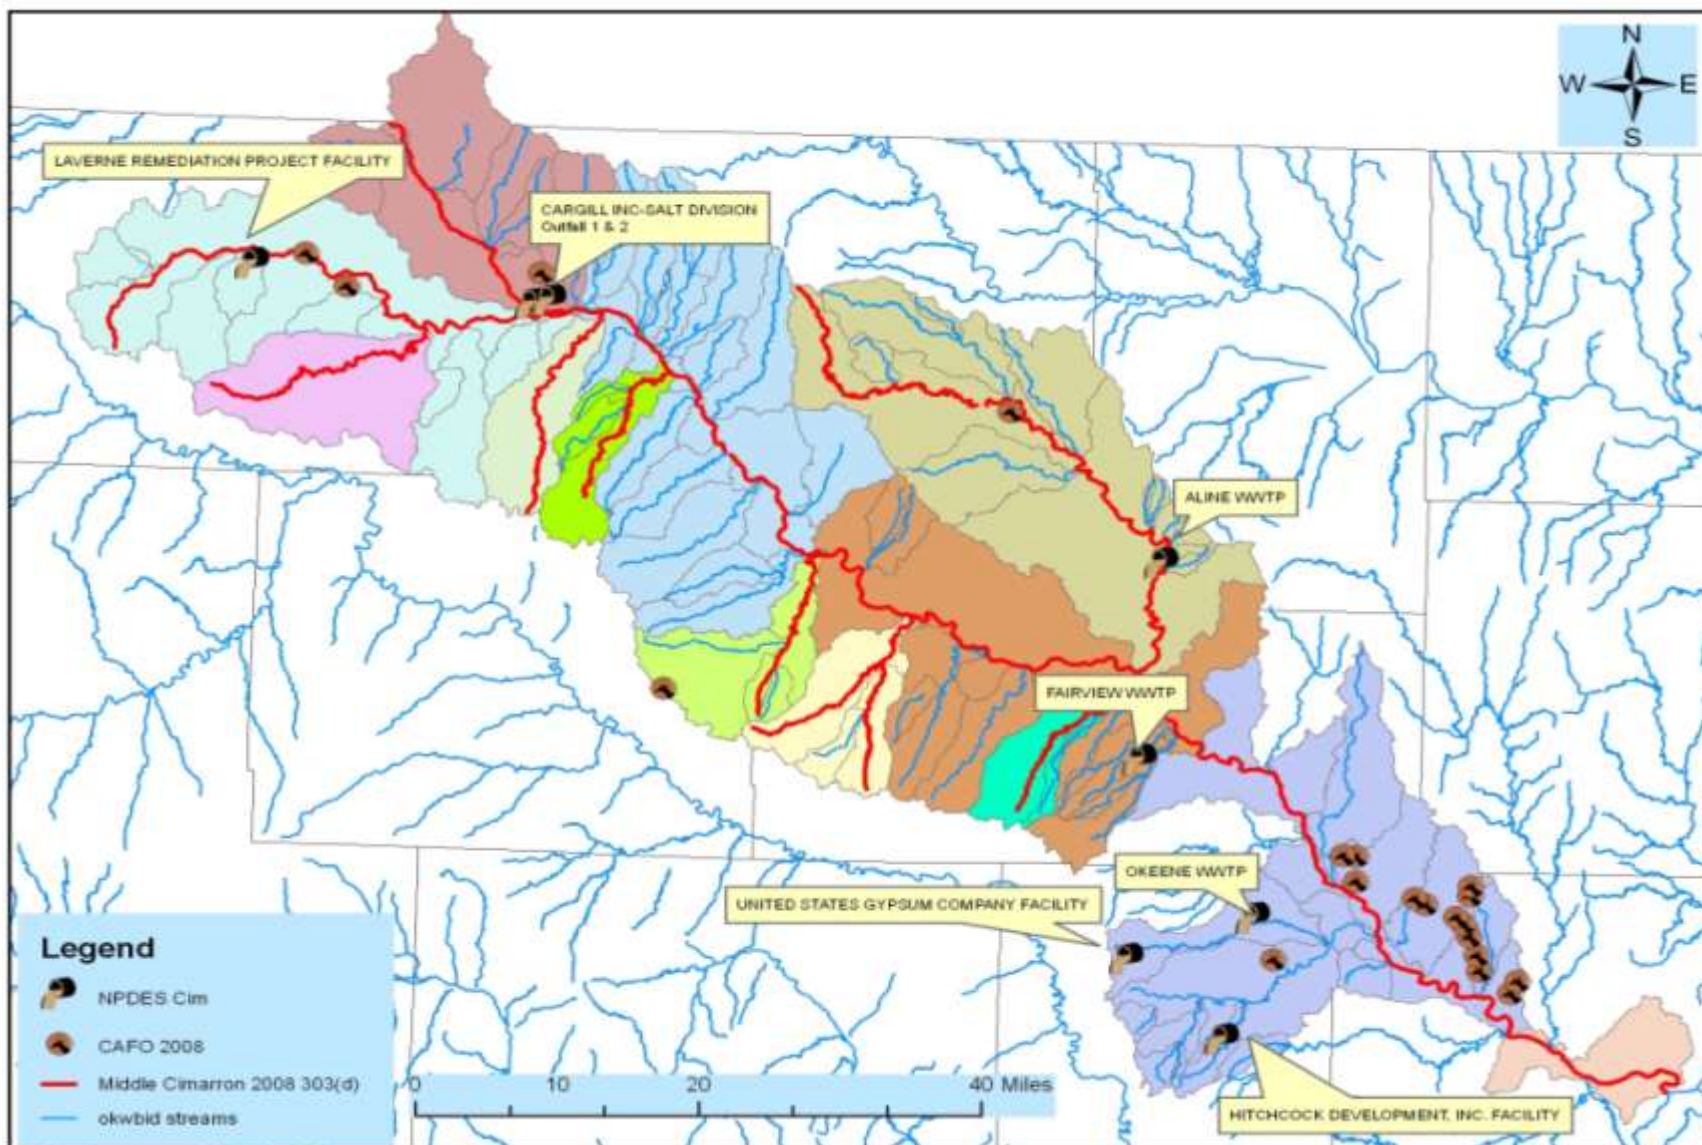 N
W E
S
LAVERNE REMEDIATION PROJECT FACILITY
CARGILL INC-SALT DIVISION
Outfall 1 & 2
ALINE WWTP
FAIRVIEW WWTP
OKEENE WWTP
UNITED STATES GYPSUM COMPANY FACILITY
HITCHCOCK DEVELOPMENT, INC. FACILITY
Legend
NPDES Cim
CAFO 2008
Middle Cimarron 2008 303(d)
okwbid streams
0 10 20 40 Miles